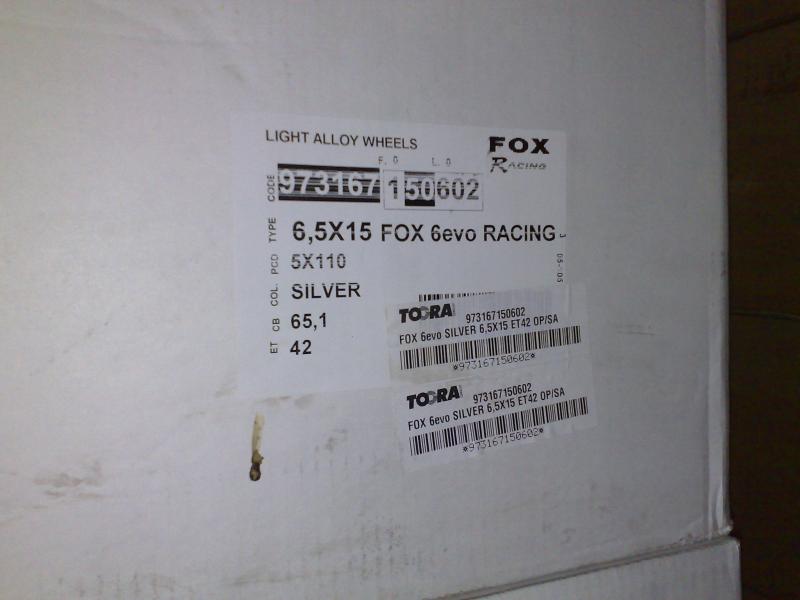 LIGHT ALLOY WHEELS
FOX
RACING
F. O L. O
CODE 973167 150602
TYPE 6,5X15 FOX 6evo RACING
PCD 5X110
COL. SILVER
CB 65,1
ET 42
TOORA 973167150602
FOX 6evo SILVER 6,5X15 ET42 OP/SA
*973167150602*
TOORA 973167150602
FOX 6evo SILVER 6,5X15 ET42 OP/SA
*973167150602*